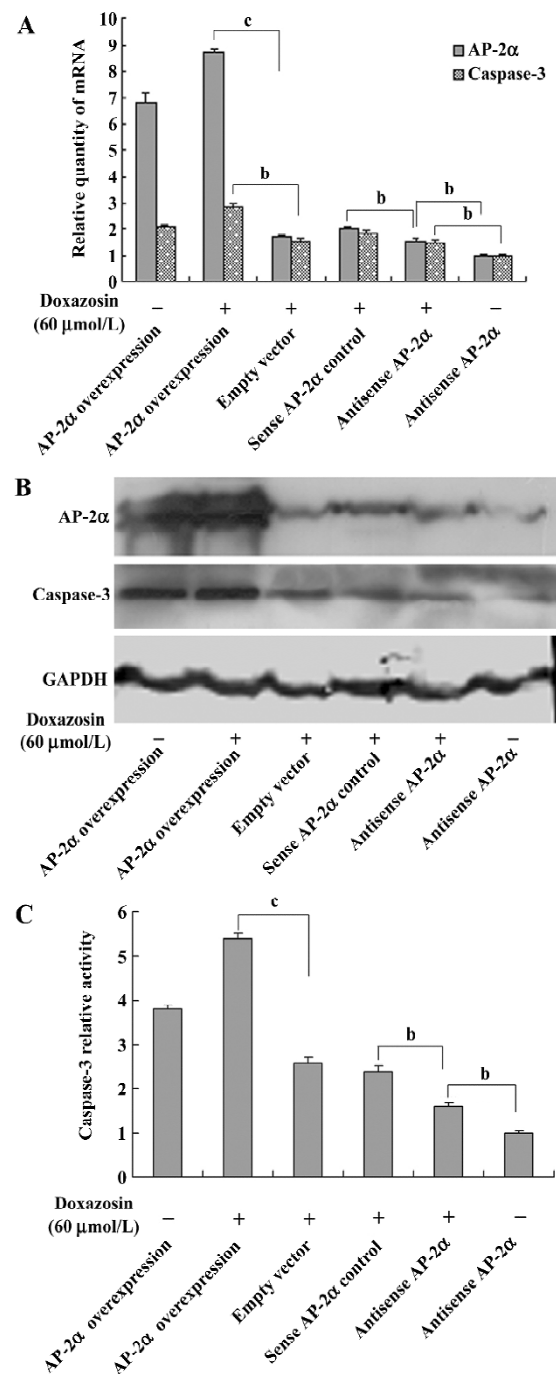 A
Relative quantity of mRNA
10
9
8
7
6
5
4
3
2
1
0
c
b
b
b
b
AP-2α
Caspase-3
Doxazosin
(60 μmol/L)
– + + + + –
AP-2α overexpression
AP-2α overexpression
Empty vector
Sense AP-2α control
Antisense AP-2α
Antisense AP-2α
B
AP-2α
Caspase-3
GAPDH
Doxazosin
(60 μmol/L)
– + + + + –
AP-2α overexpression
AP-2α overexpression
Empty vector
Sense AP-2α control
Antisense AP-2α
Antisense AP-2α
C
Caspase-3 relative activity
6
5
4
3
2
1
0
c
b
b
Doxazosin
(60 μmol/L)
– + + + + –
AP-2α overexpression
AP-2α overexpression
Empty vector
Sense AP-2α control
Antisense AP-2α
Antisense AP-2α